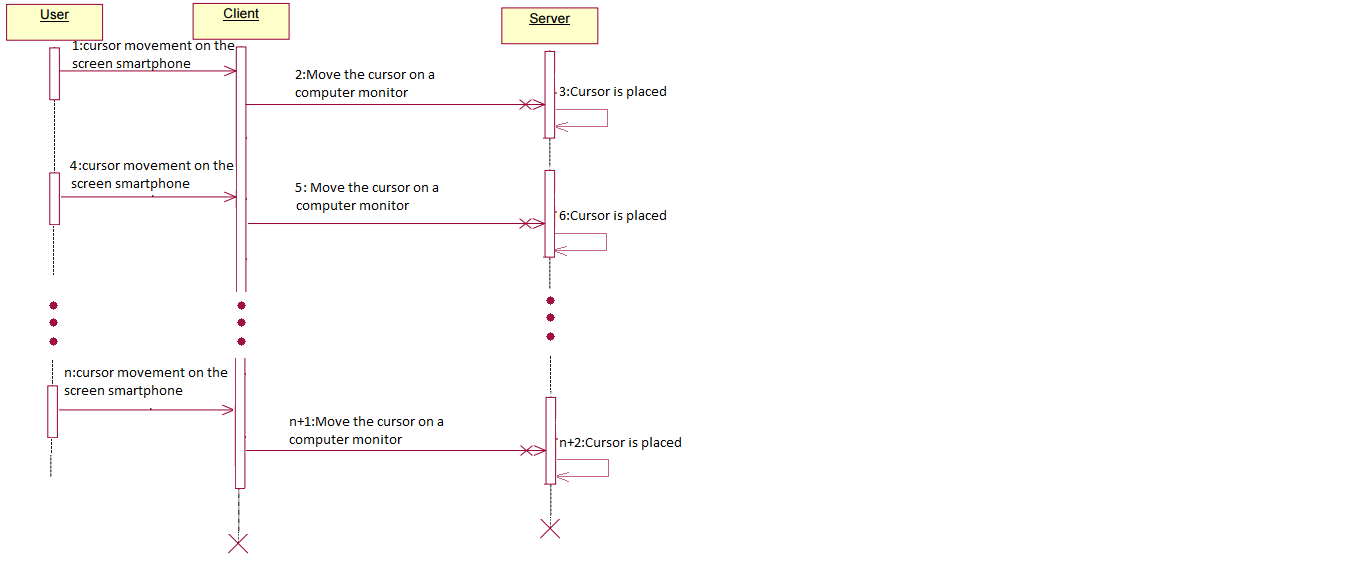 User
Client
Server
1:cursor movement on the
screen smartphone
2:Move the cursor on a
computer monitor
3:Cursor is placed
4:cursor movement on the
screen smartphone
5: Move the cursor on a
computer monitor
6:Cursor is placed
n:cursor movement on the
screen smartphone
n+1:Move the cursor on a
computer monitor
n+2:Cursor is placed